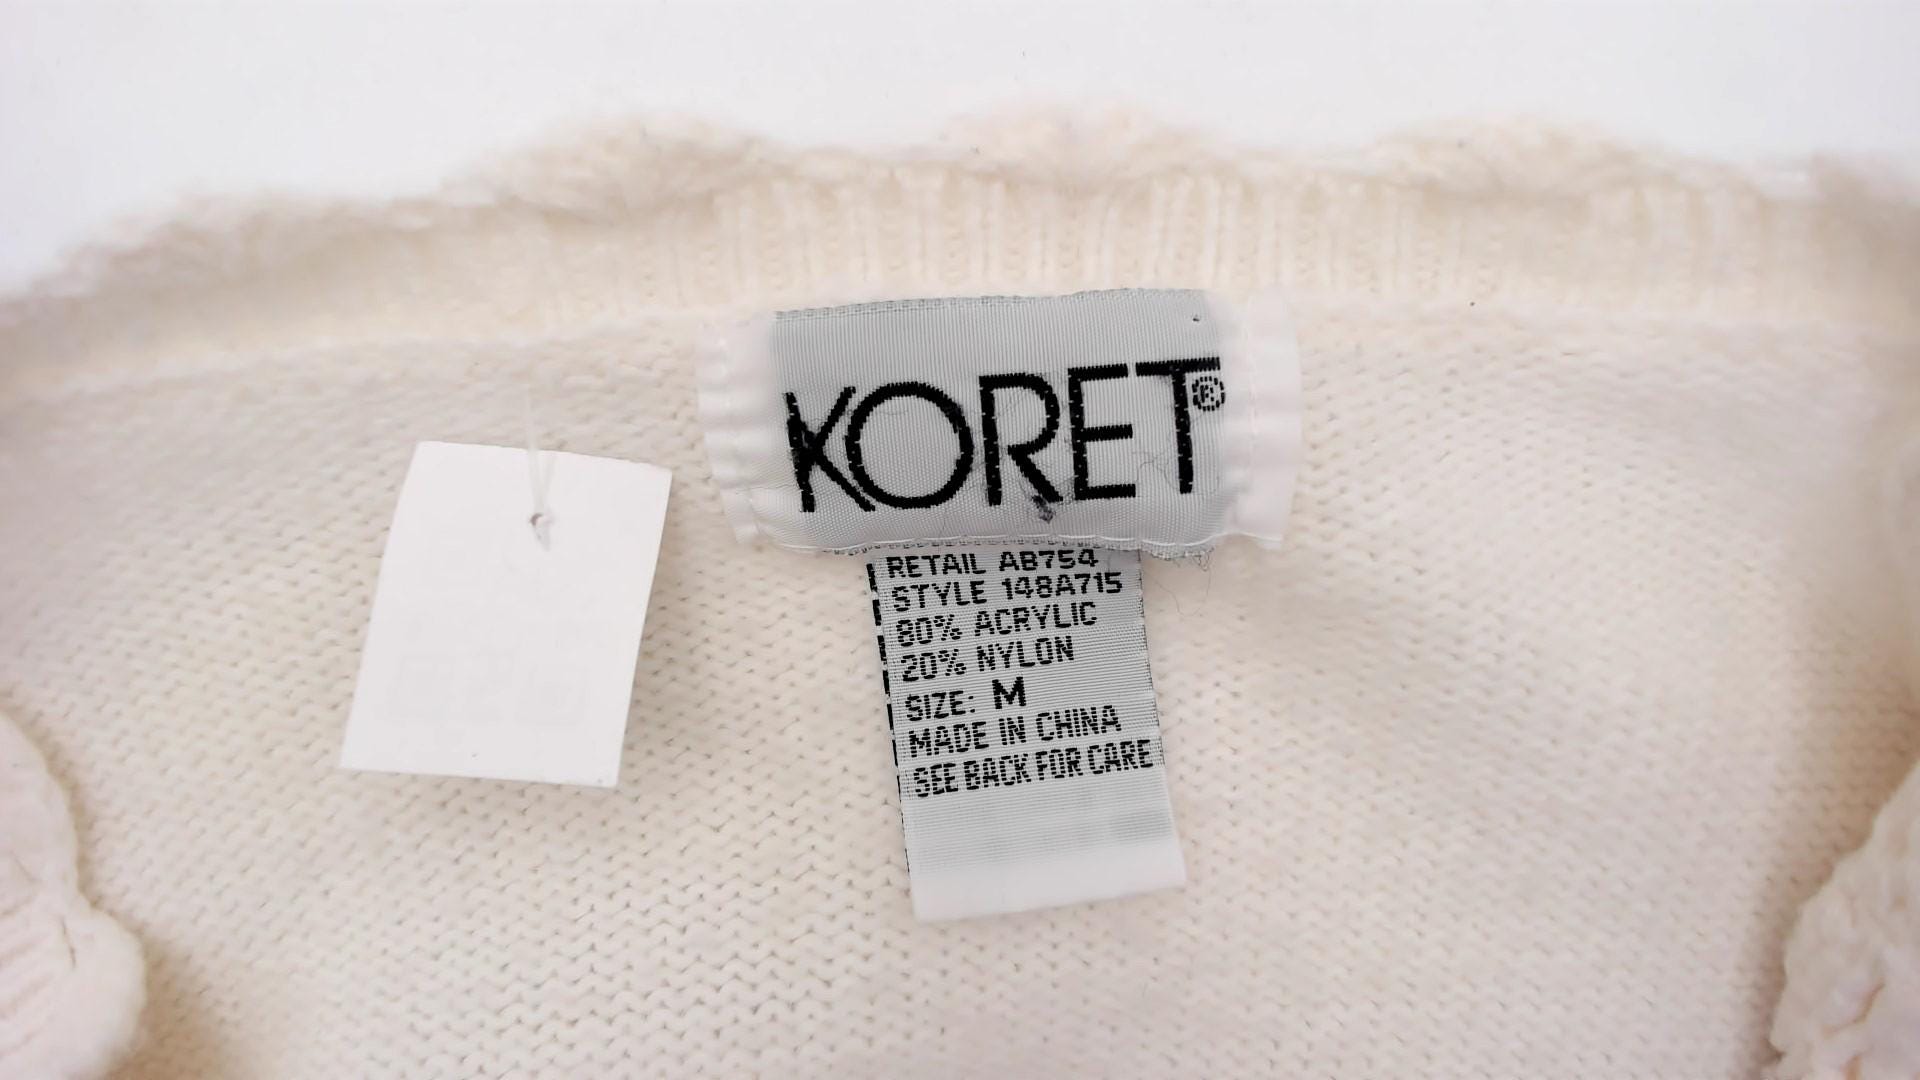 KORET®
RETAIL AB754
STYLE 148A715
80% ACRYLIC
20% NYLON
SIZE: M
MADE IN CHINA
SEE BACK FOR CARE